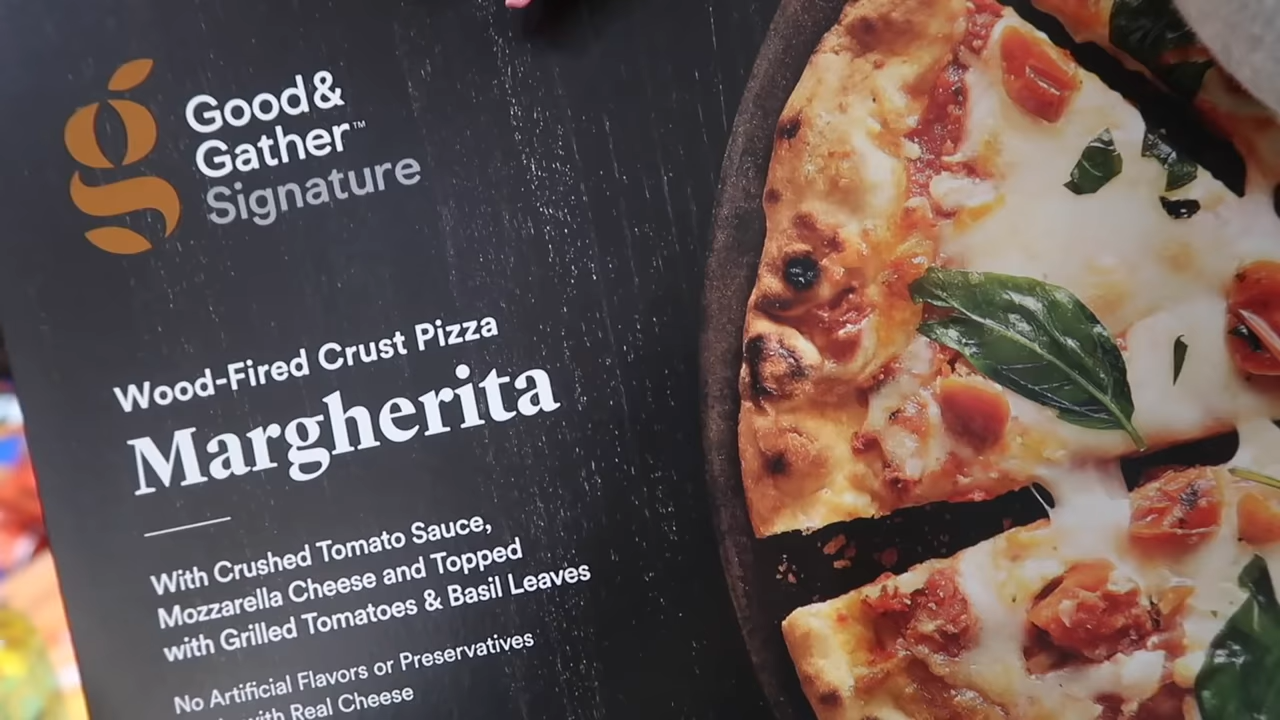 Good &
Gather™
Signature
Wood-Fired Crust Pizza
Margherita
With Crushed Tomato Sauce,
Mozzarella Cheese and Topped
with Grilled Tomatoes & Basil Leaves
No Artificial Flavors or Preservatives
with Real Cheese